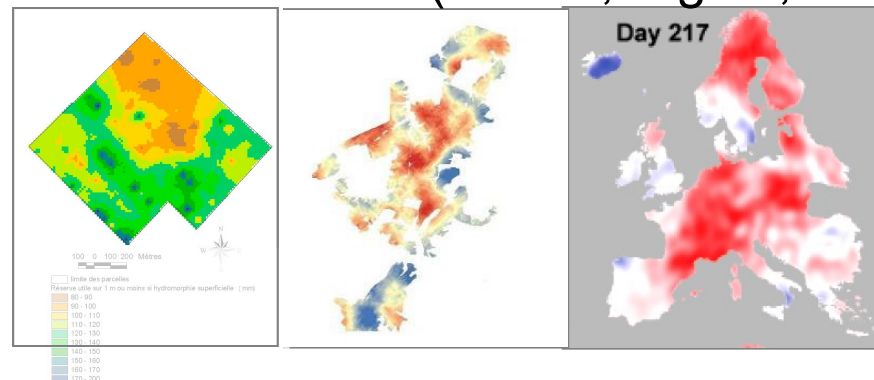 Day 217
N
W
S
100 0 100 200 Mètres
limite des parcelles
Réserve utile sur 1 m ou moins si hydromorphie superficielle (mm)
80 - 90
90 - 100
100 - 110
110 - 120
120 - 130
130 - 140
140 - 150
150 - 160
160 - 170
170 - 200